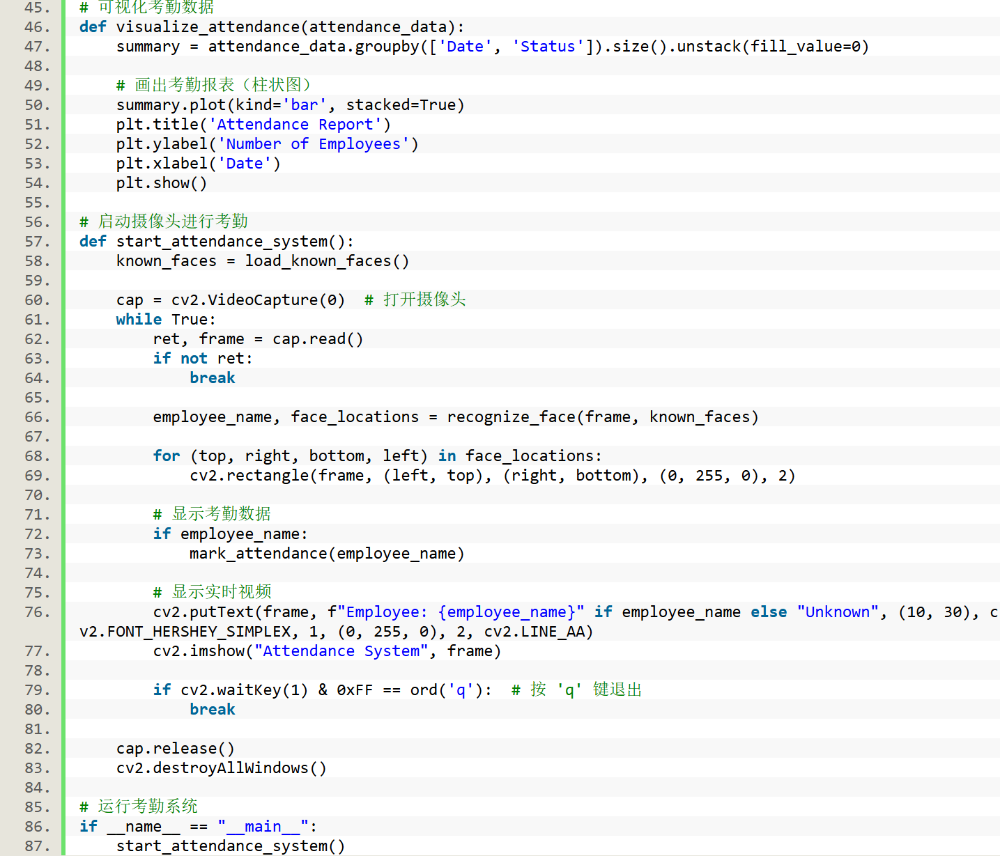 45. # 可视化考勤数据
46. def visualize_attendance(attendance_data):
47.     summary = attendance_data.groupby(['Date', 'Status']).size().unstack(fill_value=0)
48.
49.     # 画出考勤报表（柱状图）
50.     summary.plot(kind='bar', stacked=True)
51.     plt.title('Attendance Report')
52.     plt.ylabel('Number of Employees')
53.     plt.xlabel('Date')
54.     plt.show()
55.
56. # 启动摄像头进行考勤
57. def start_attendance_system():
58.     known_faces = load_known_faces()
59.
60.     cap = cv2.VideoCapture(0)  # 打开摄像头
61.     while True:
62.         ret, frame = cap.read()
63.         if not ret:
64.             break
65.
66.         employee_name, face_locations = recognize_face(frame, known_faces)
67.
68.         for (top, right, bottom, left) in face_locations:
69.             cv2.rectangle(frame, (left, top), (right, bottom), (0, 255, 0), 2)
70.
71.         # 显示考勤数据
72.         if employee_name:
73.             mark_attendance(employee_name)
74.
75.         # 显示实时视频
76.         cv2.putText(frame, f"Employee: {employee_name}" if employee_name else "Unknown", (10, 30), c
v2.FONT_HERSHEY_SIMPLEX, 1, (0, 255, 0), 2, cv2.LINE_AA)
77.         cv2.imshow("Attendance System", frame)
78.
79.         if cv2.waitKey(1) & 0xFF == ord('q'):  # 按 'q' 键退出
80.             break
81.
82.     cap.release()
83.     cv2.destroyAllWindows()
84.
85. # 运行考勤系统
86. if __name__ == "__main__":
87.     start_attendance_system()